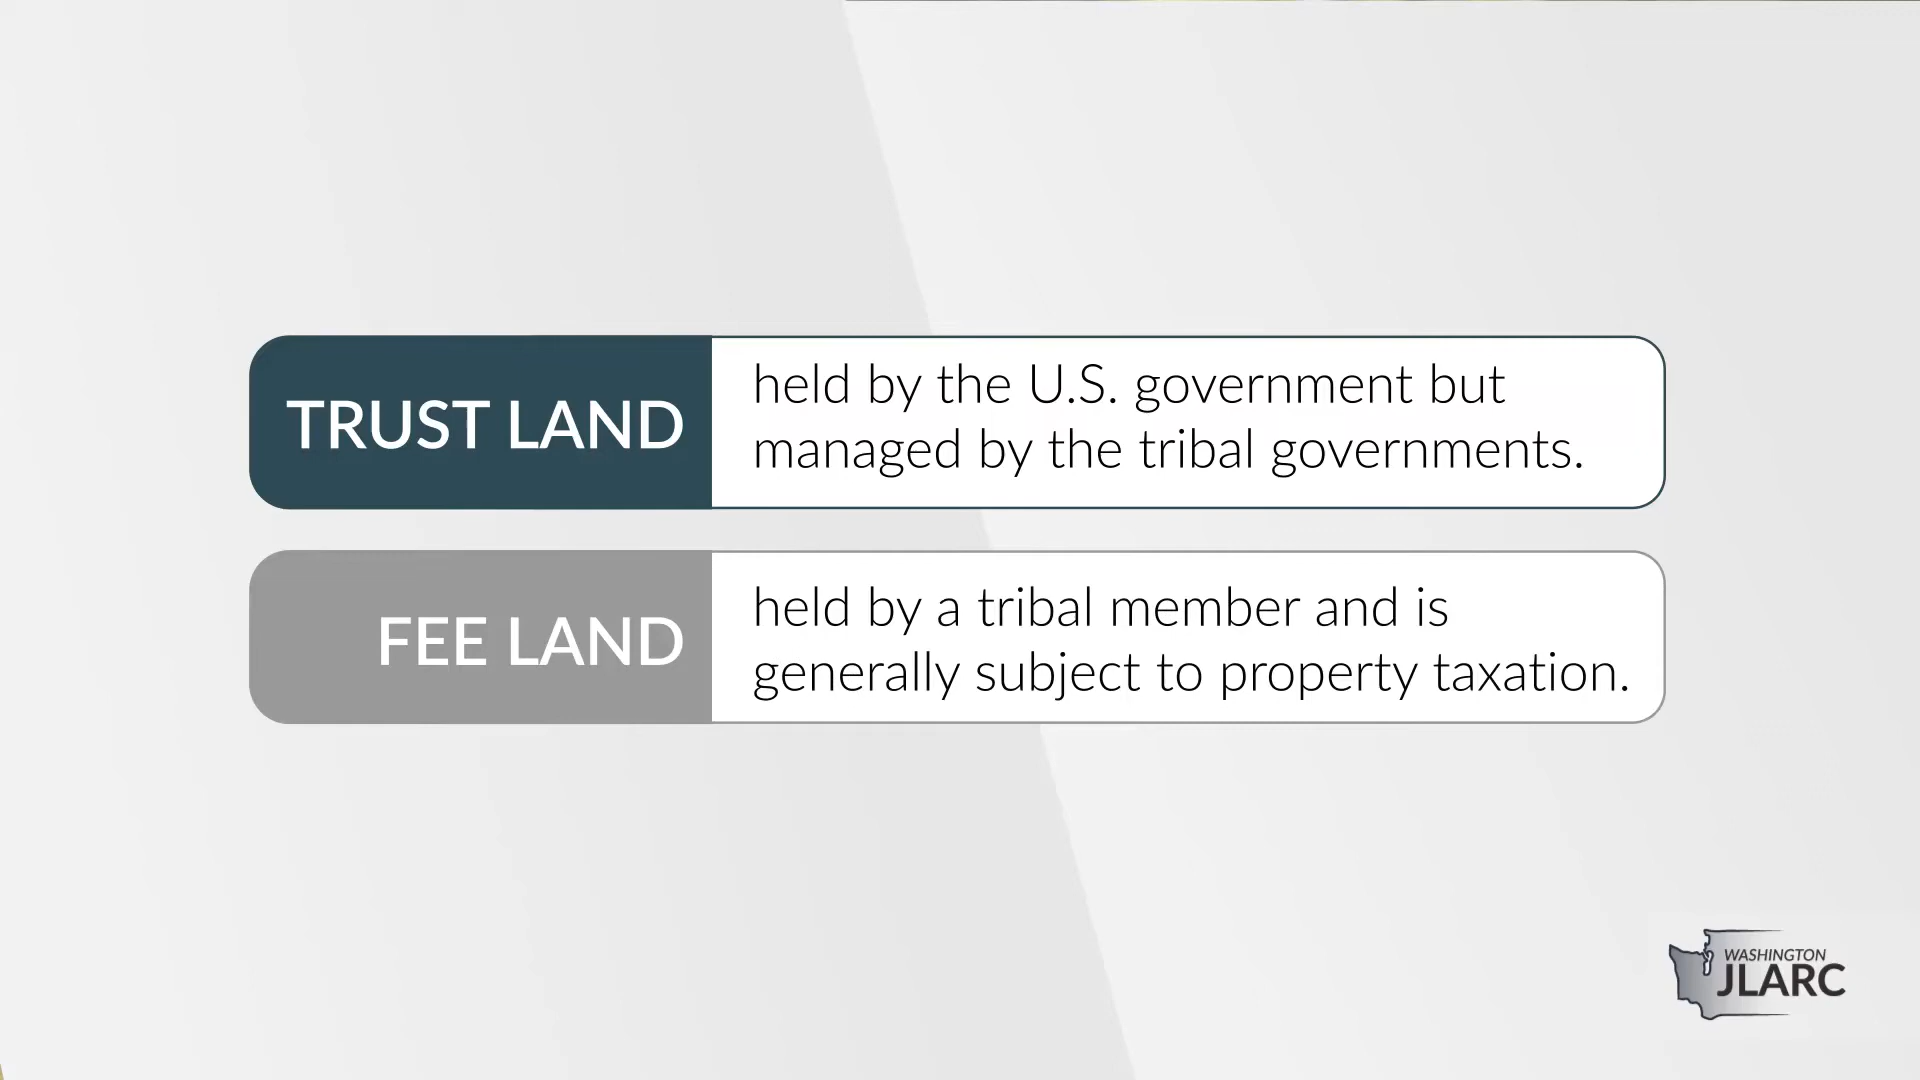 TRUST LAND
held by the U.S. government but
managed by the tribal governments.
FEE LAND
held by a tribal member and is
generally subject to property taxation.
WASHINGTON
JLARC